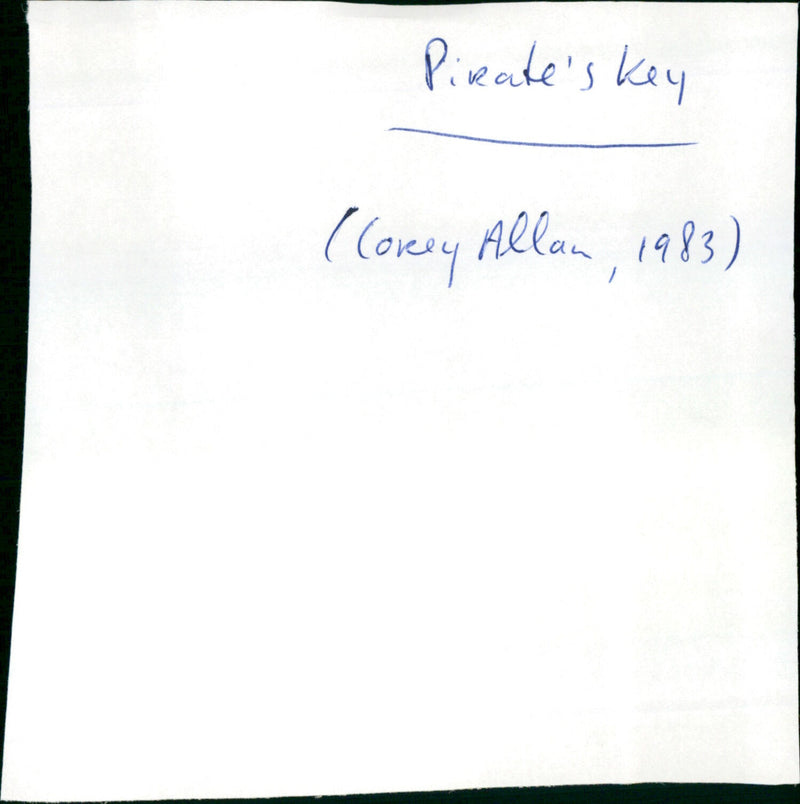 Pirate's Key
(Corey Allan, 1983)